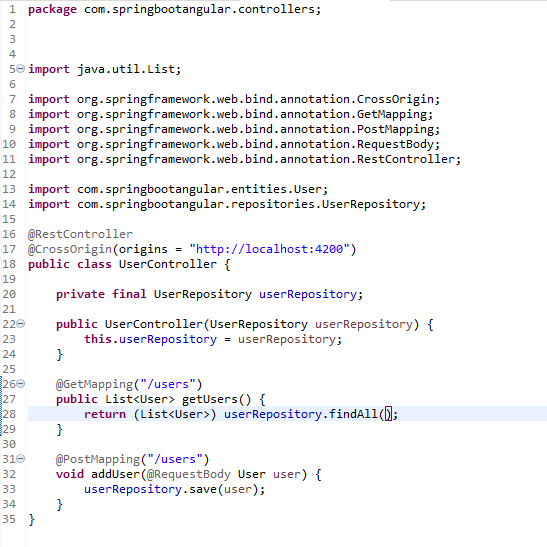 1 package com.springbootangular.controllers;
2
3
4
5 import java.util.List;
6
7 import org.springframework.web.bind.annotation.CrossOrigin;
8 import org.springframework.web.bind.annotation.GetMapping;
9 import org.springframework.web.bind.annotation.PostMapping;
10 import org.springframework.web.bind.annotation.RequestBody;
11 import org.springframework.web.bind.annotation.RestController;
12
13 import com.springbootangular.entities.User;
14 import com.springbootangular.repositories.UserRepository;
15
16 @RestController
17 @CrossOrigin(origins = "http://localhost:4200")
18 public class UserController {
19
20     private final UserRepository userRepository;
21
22     public UserController(UserRepository userRepository) {
23         this.userRepository = userRepository;
24     }
25
26     @GetMapping("/users")
27     public List<User> getUsers() {
28         return (List<User>) userRepository.findAll();
29     }
30
31     @PostMapping("/users")
32     void addUser(@RequestBody User user) {
33         userRepository.save(user);
34     }
35 }